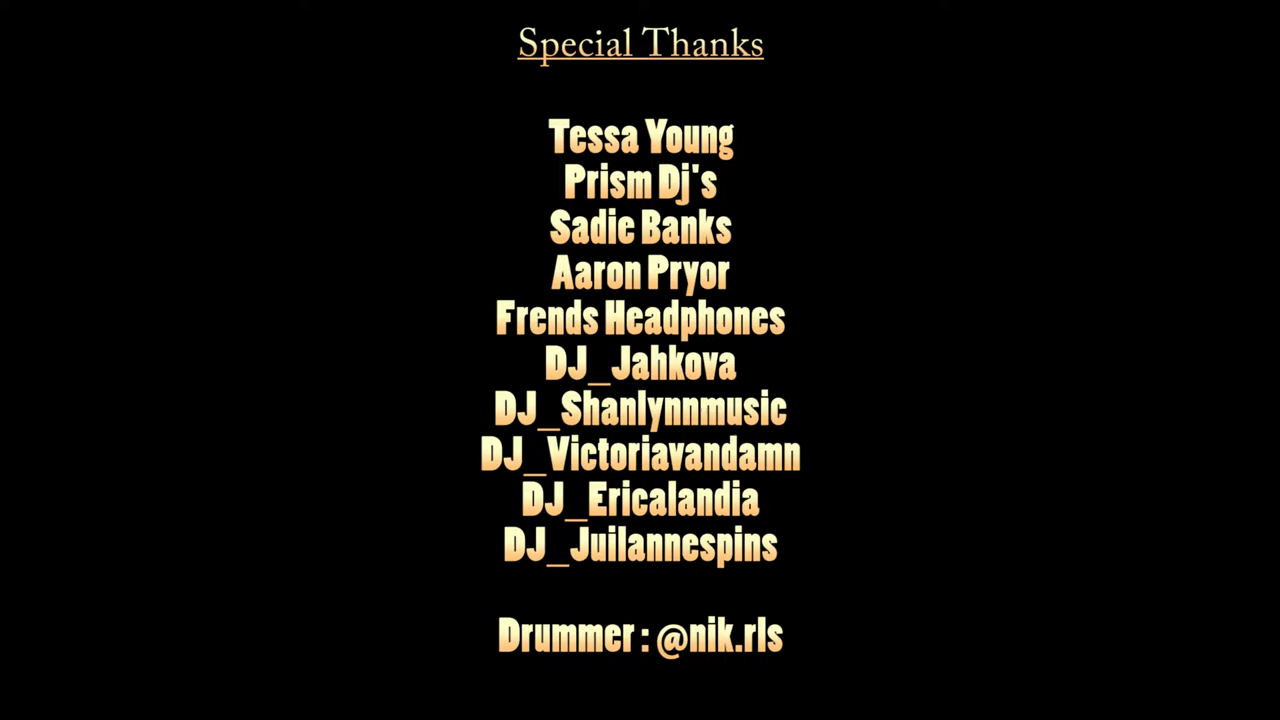 Special Thanks
Tessa Young
Prism Dj's
Sadie Banks
Aaron Pryor
Frends Headphones
DJ_Jahkova
DJ_Shanlynnmusic
DJ_Victoriavandamn
DJ_Ericalandia
DJ_Juilannespins
Drummer : @nik.rls